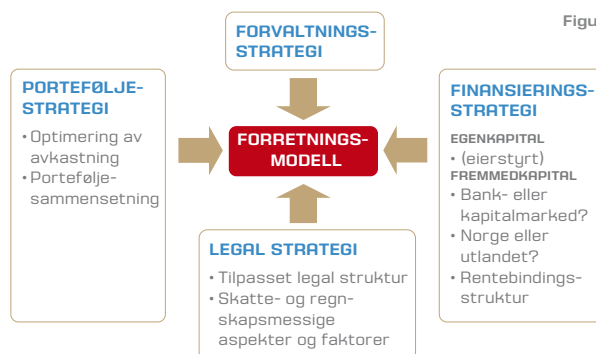 Figu
FORVALTNINGS-
STRATEGI
PORTEFØLJE-
STRATEGI
• Optimering av
avkastning
• Portefølje-
sammensetning
FORRETNINGS-
MODELL
FINANSIERINGS-
STRATEGI
EGENKAPITAL
• (eierstyrt)
FREMMEDKAPITAL
• Bank- eller
kapitalmarked?
• Norge eller
utlandet?
• Rentebindings-
struktur
LEGAL STRATEGI
• Tilpasset legal struktur
• Skatte- og regn-
skapsmessige
aspekter og faktorer